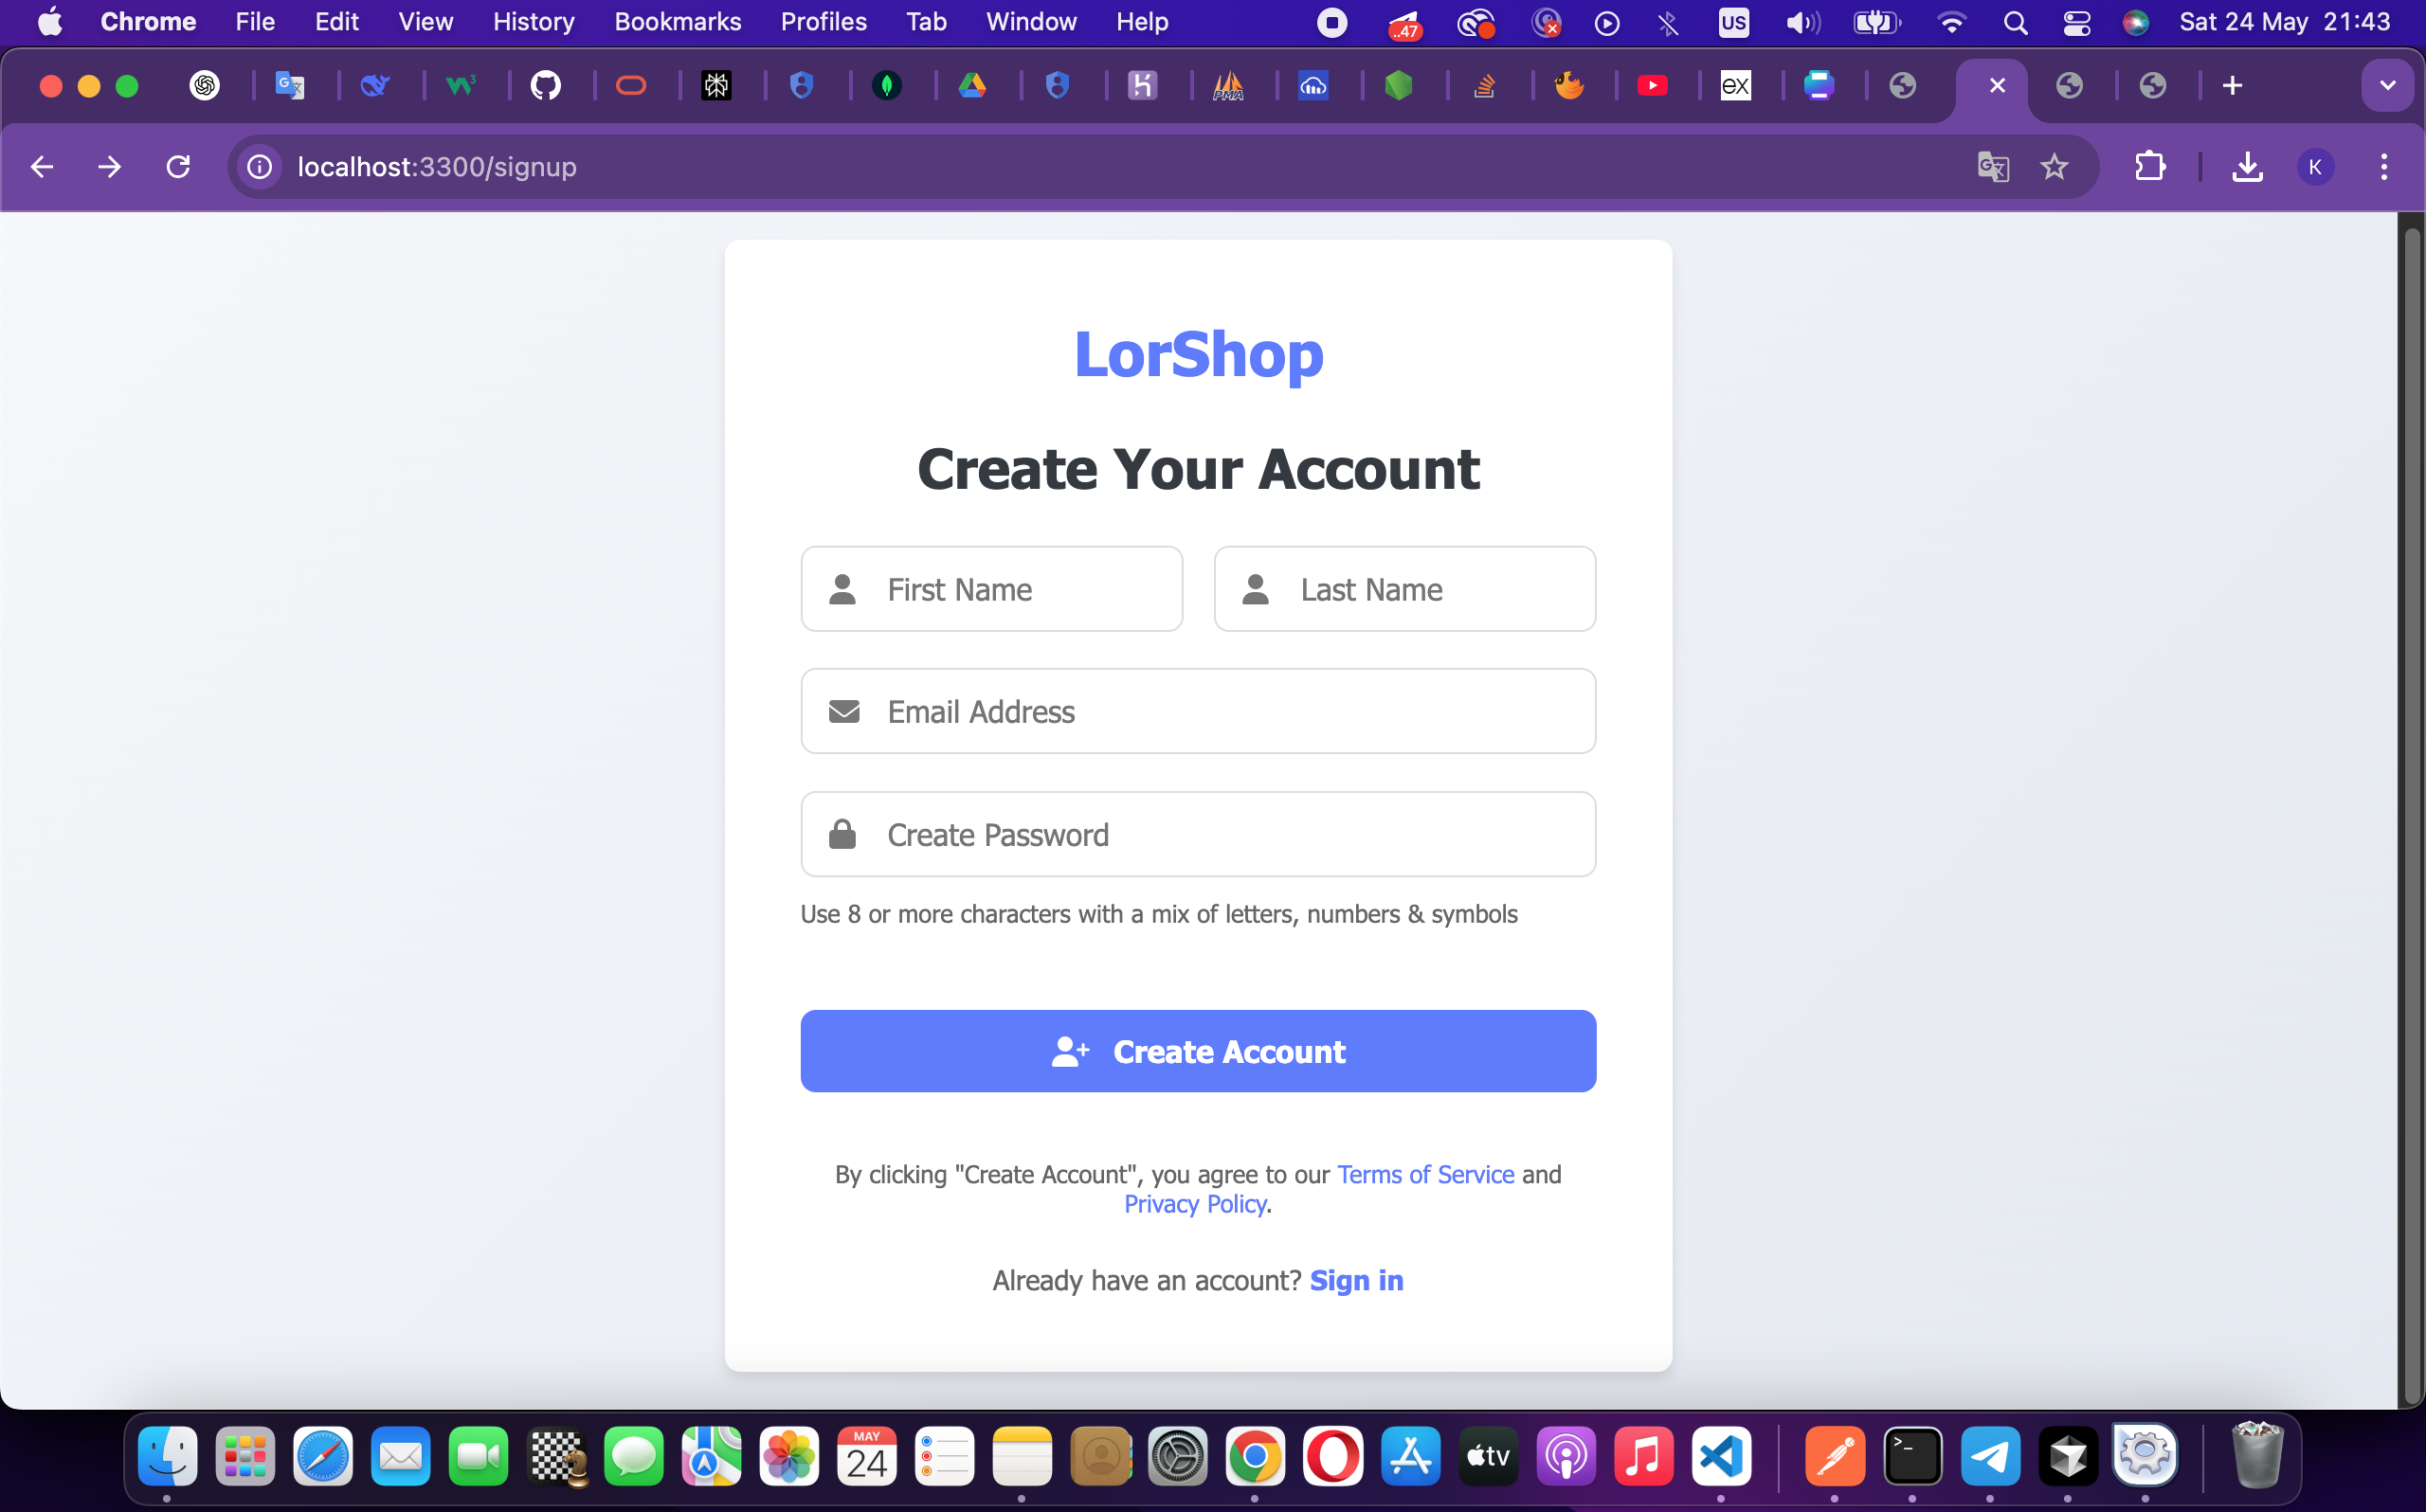 Chrome File Edit View History Bookmarks Profiles Tab Window Help ..47 US Sat 24 May 21:43
W3 PMA ex
localhost:3300/signup K
LorShop
Create Your Account
First Name Last Name
Email Address
Create Password
Use 8 or more characters with a mix of letters, numbers & symbols
Create Account
By clicking "Create Account", you agree to our Terms of Service and
Privacy Policy.
Already have an account? Sign in
MAY
24
tv